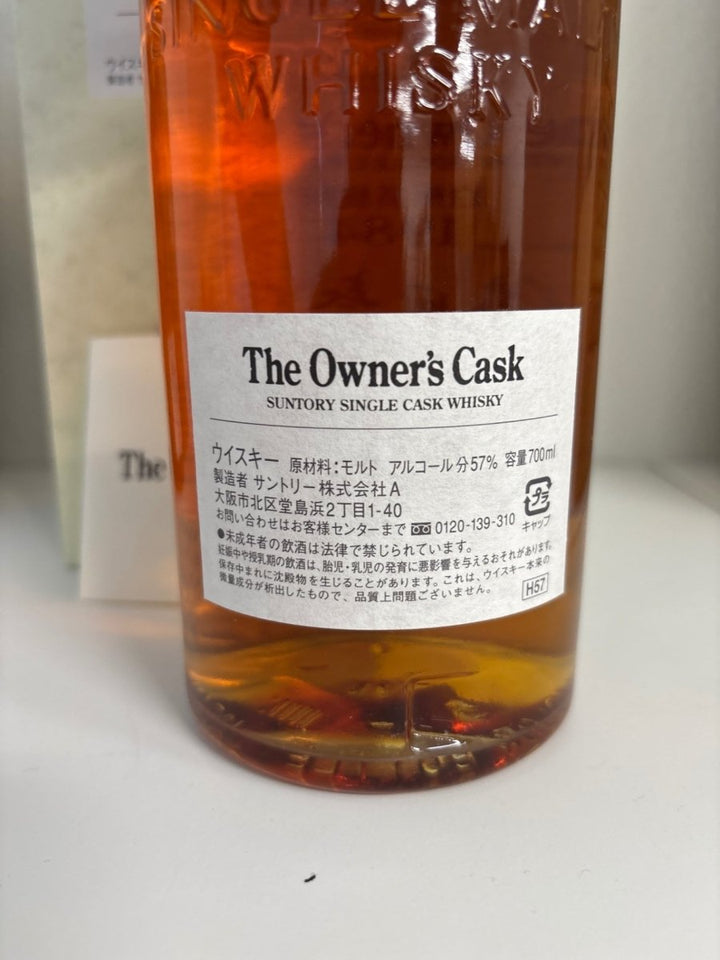 SINGLE MALT
WHISKY
The Owner's Cask
SUNTORY SINGLE CASK WHISKY
ウイスキー 原材料:モルト アルコール分57% 容量700ml
製造者 サントリー株式会社A
大阪市北区堂島浜2丁目1-40
お問い合わせはお客様センターまで 0120-139-310
プラ
キャップ
●未成年者の飲酒は法律で禁じられています。
妊娠中や授乳期の飲酒は、胎児・乳児の発育に悪影響を与えるおそれがあります。
保存中まれに沈殿物を生じることがあります。これは、ウイスキー本来の
微量成分が析出したもので、品質上問題ございません。
H57
The